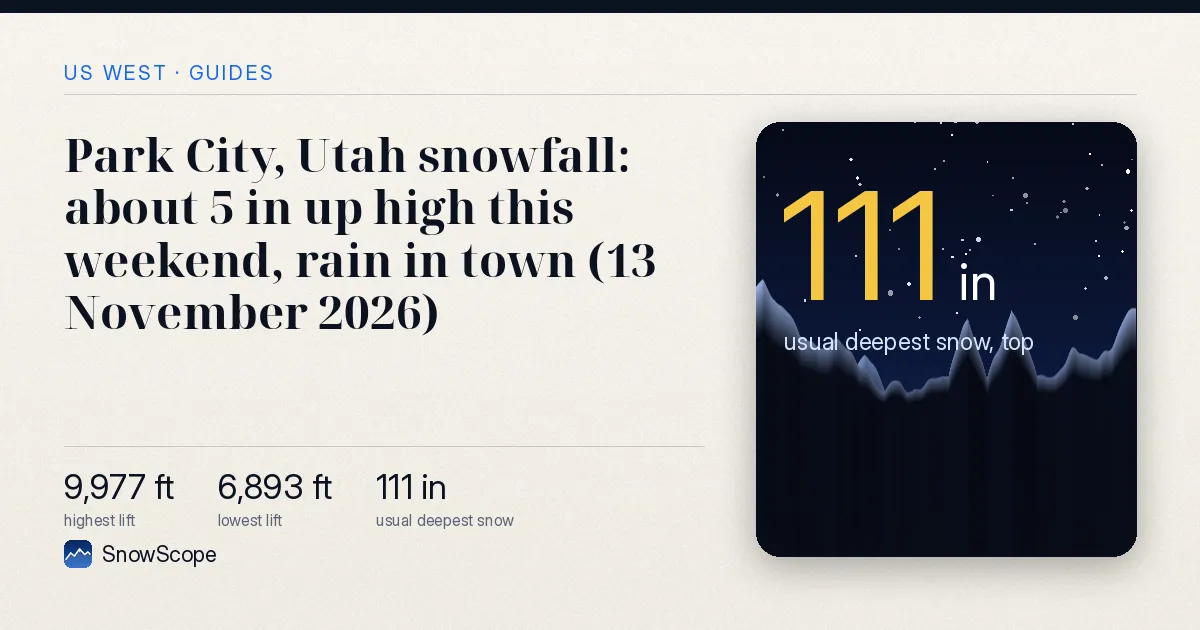 US WEST · GUIDES
Park City, Utah snowfall:
about 5 in up high this
weekend, rain in town (13
November 2026)
111 in
usual deepest snow, top
9,977 ft
highest lift
6,893 ft
lowest lift
111 in
usual deepest snow
SnowScope